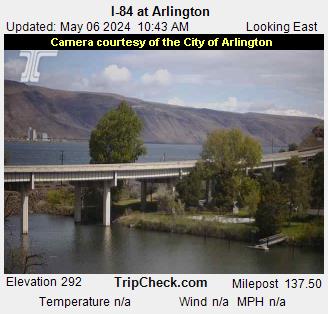 I-84 at Arlington
Updated: May 06 2024 10:43 AM Looking East
Camera courtesy of the City of Arlington
Elevation 292 TripCheck.com Milepost 137.50
Temperature n/a Wind n/a MPH n/a